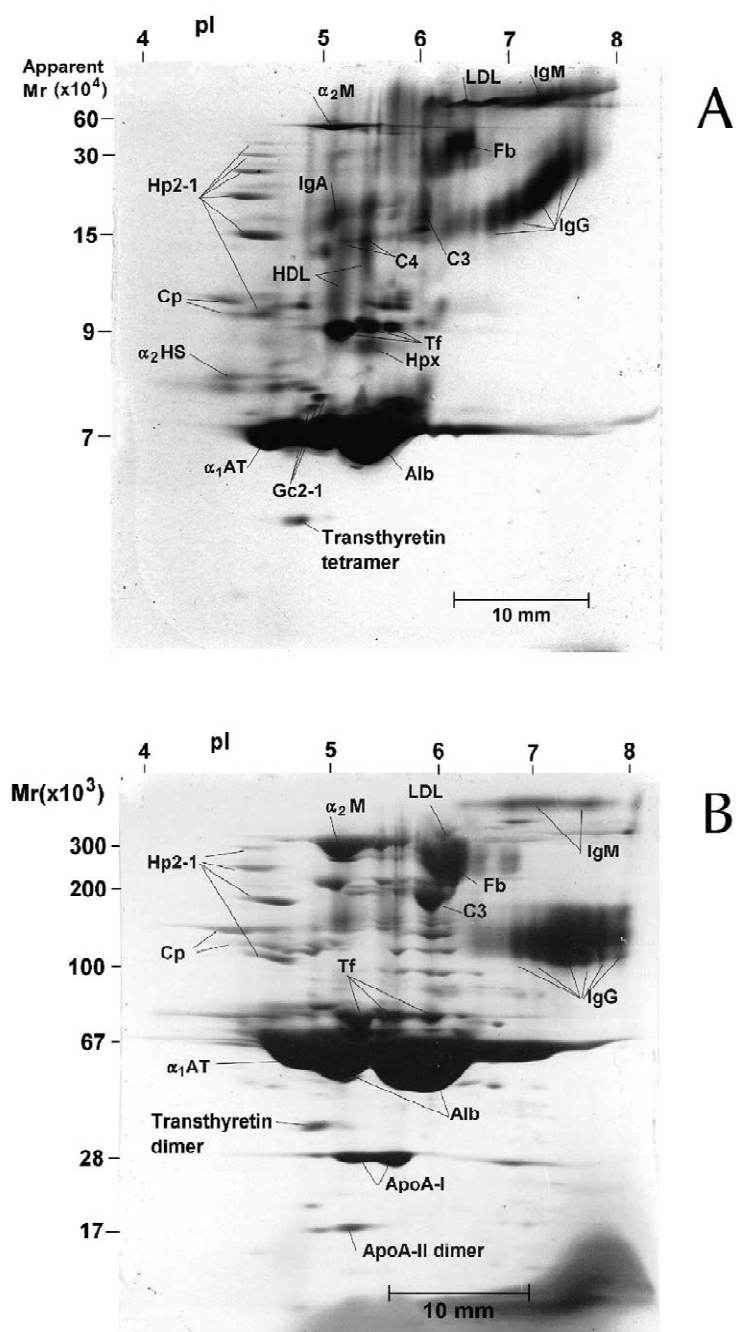 pI
4 5 6 7 8
Apparent
Mr (x10⁴)
LDL IgM
α₂M
A
60
30
Fb
Hp2-1
IgA
15
IgG
C4 C3
HDL
Cp
9
Tf
α₂HS
Hpx
7
α₁AT
Alb
Gc2-1
Transthyretin
tetramer
10 mm
pI
4 5 6 7 8
Mr(x10³)
α₂ M LDL
B
300
IgM
Hp2-1
200
Fb
C3
Cp
Tf
100
IgG
67
α₁AT
Alb
Transthyretin
dimer
28
ApoA-I
17
ApoA-II dimer
10 mm